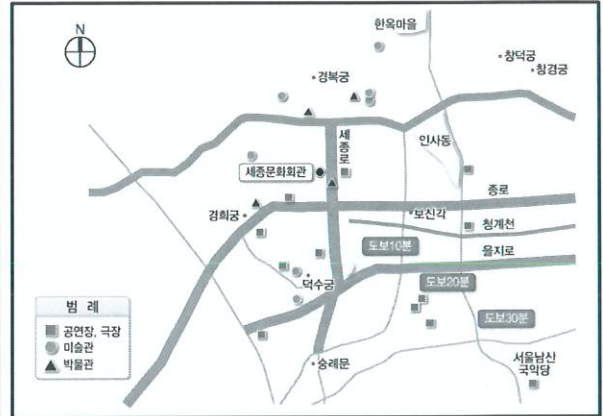 N
한옥마을
창덕궁
창경궁
경복궁
세종로
인사동
세종문화회관
종로
경희궁
보신각
청계천
도보10분
을지로
덕수궁
도보20분
범 례
공연장, 극장
미술관
박물관
도보30분
숭례문
서울남산
국악당